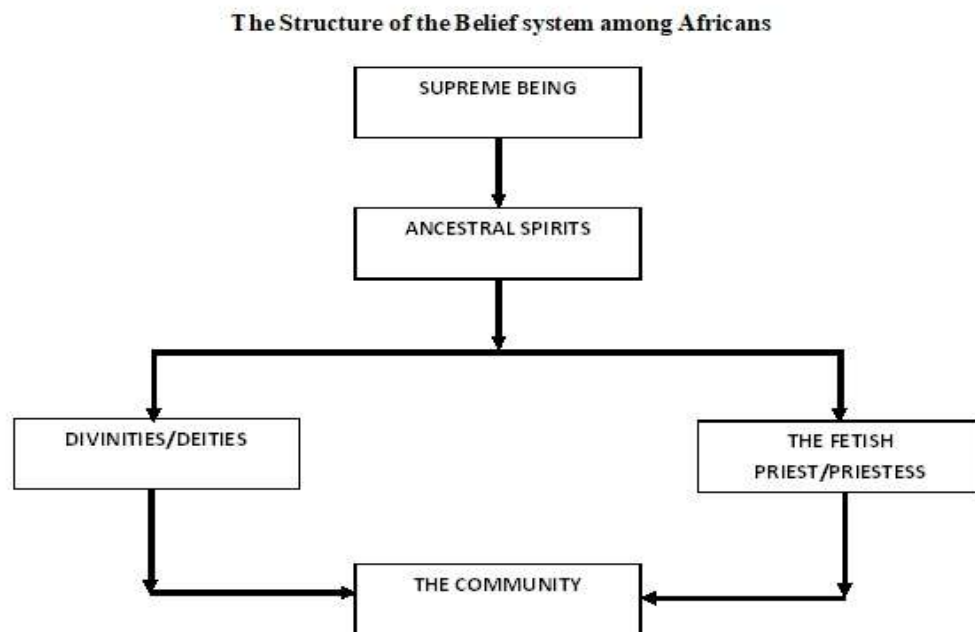 The Structure of the Belief system among Africans
SUPREME BEING
ANCESTRAL SPIRITS
DIVINITIES/DEITIES
THE FETISH
PRIEST/PRIESTESS
THE COMMUNITY